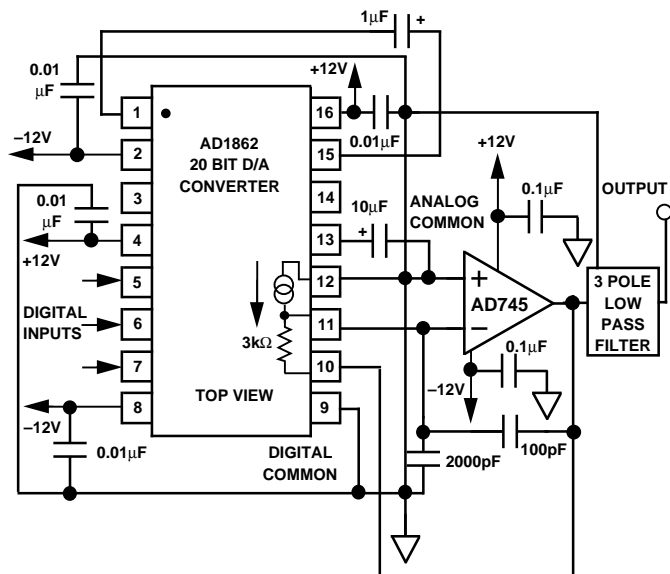 1μF
+
0.01
μF
+12V
1
16
AD1862
20 BIT D/A
CONVERTER
0.01μF
–12V
2
15
+12V
0.01
μF
3
14
ANALOG
COMMON
0.1μF
OUTPUT
10μF
+
4
13
+12V
5
12
+
AD745
–
3 POLE
LOW
PASS
FILTER
DIGITAL
INPUTS
6
11
3kΩ
7
10
0.1μF
–12V
TOP VIEW
–12V
8
9
0.01μF
DIGITAL
COMMON
2000pF
100pF